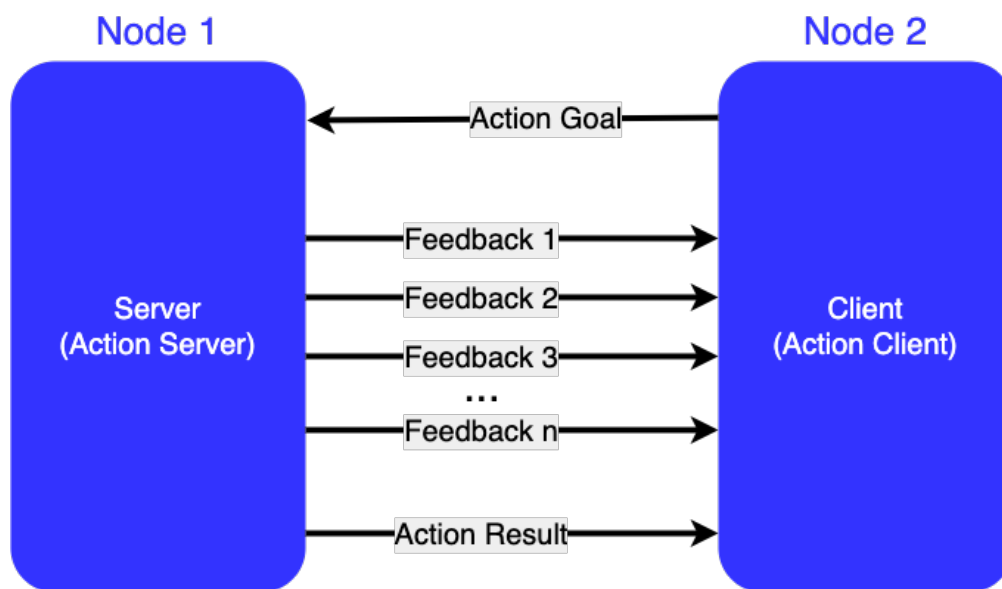 Node 1
Node 2
Action Goal
Feedback 1
Feedback 2
Server
(Action Server)
Client
(Action Client)
Feedback 3
...
Feedback n
Action Result